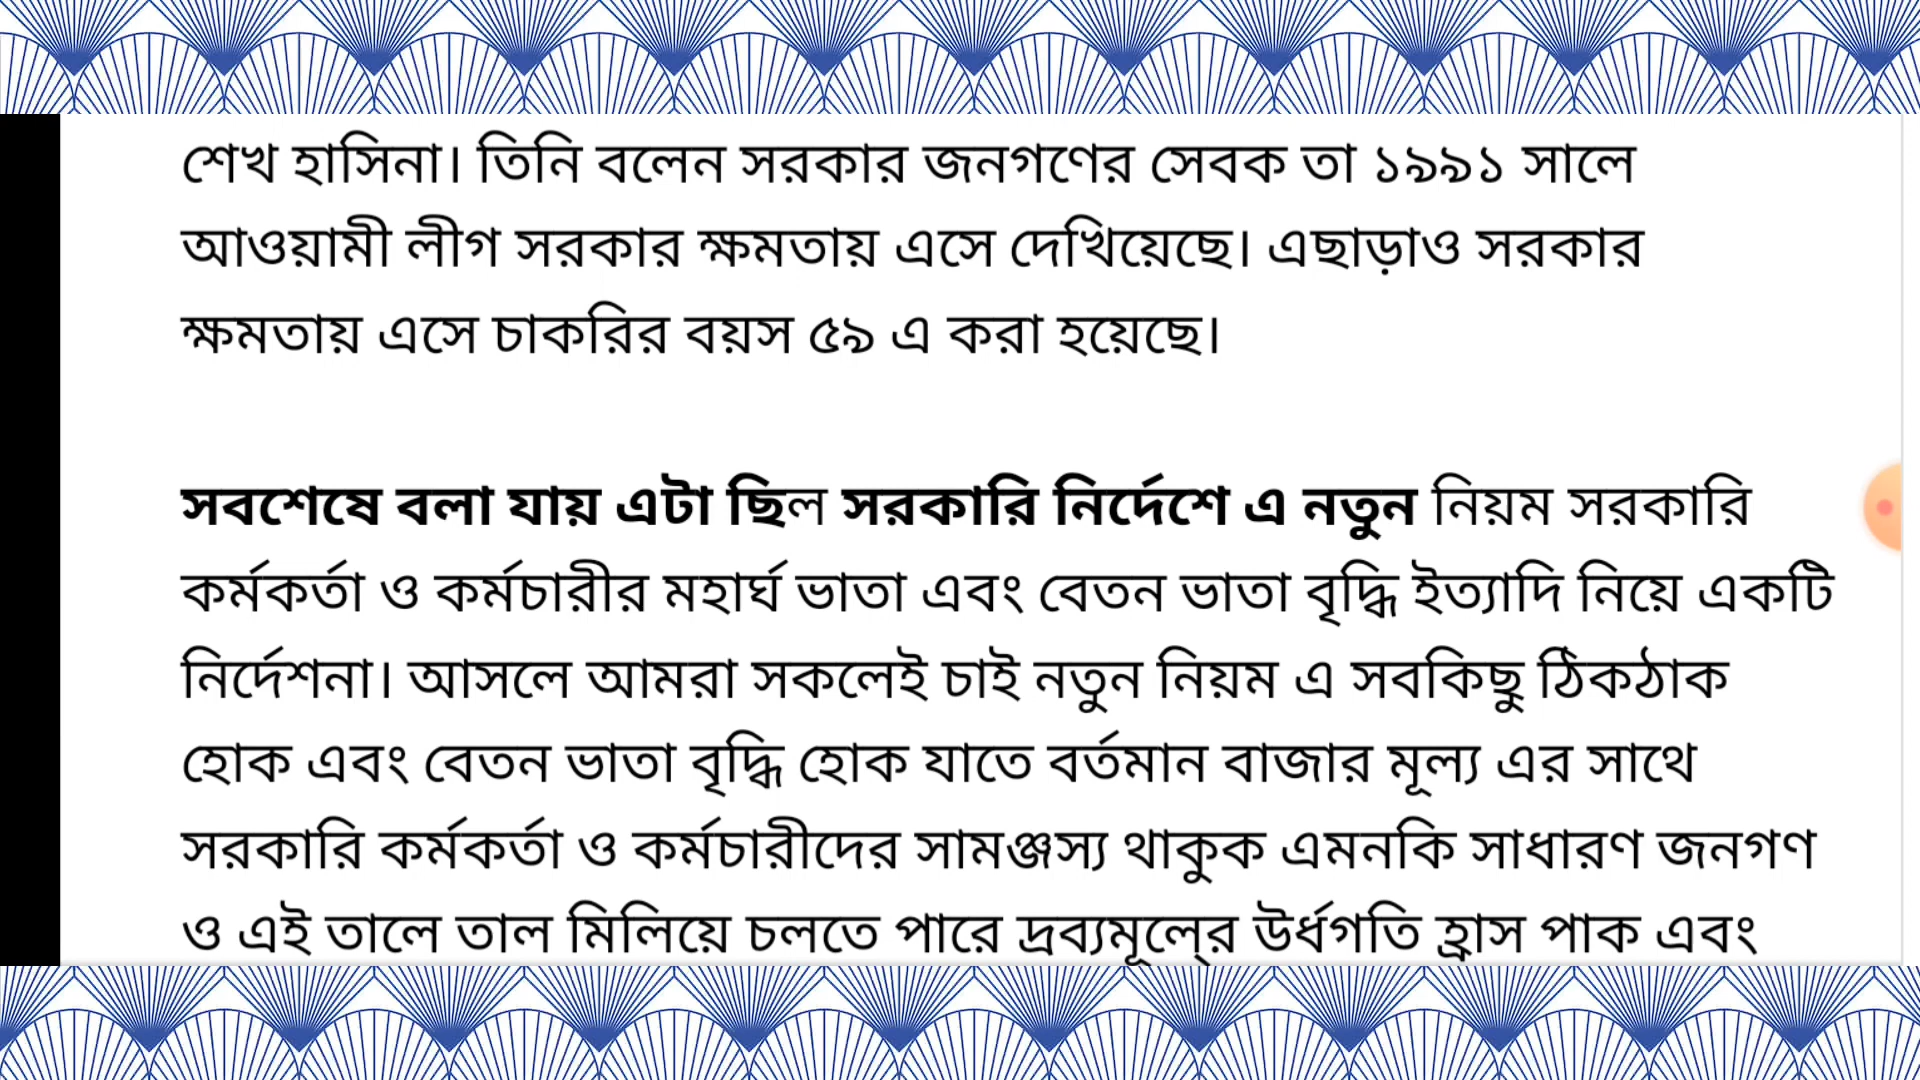 শেখ হাসিনা। তিনি বলেন সরকার জনগণের সেবক তা ১৯৯১ সালে
আওয়ামী লীগ সরকার ক্ষমতায় এসে দেখিয়েছে। এছাড়াও সরকার
ক্ষমতায় এসে চাকরির বয়স ৫৯ এ করা হয়েছে।
সবশেষে বলা যায় এটা ছিল সরকারি নির্দেশে এ নতুন নিয়ম সরকারি
কর্মকর্তা ও কর্মচারীর মহার্ঘ ভাতা এবং বেতন ভাতা বৃদ্ধি ইত্যাদি নিয়ে একটি
নির্দেশনা। আসলে আমরা সকলেই চাই নতুন নিয়ম এ সবকিছু ঠিকঠাক
হোক এবং বেতন ভাতা বৃদ্ধি হোক যাতে বর্তমান বাজার মূল্য এর সাথে
সরকারি কর্মকর্তা ও কর্মচারীদের সামঞ্জস্য থাকুক এমনকি সাধারণ জনগণ
ও এই তালে তাল মিলিয়ে চলতে পারে দ্রব্যমূল্যের উর্ধগতি হ্রাস পাক এবং